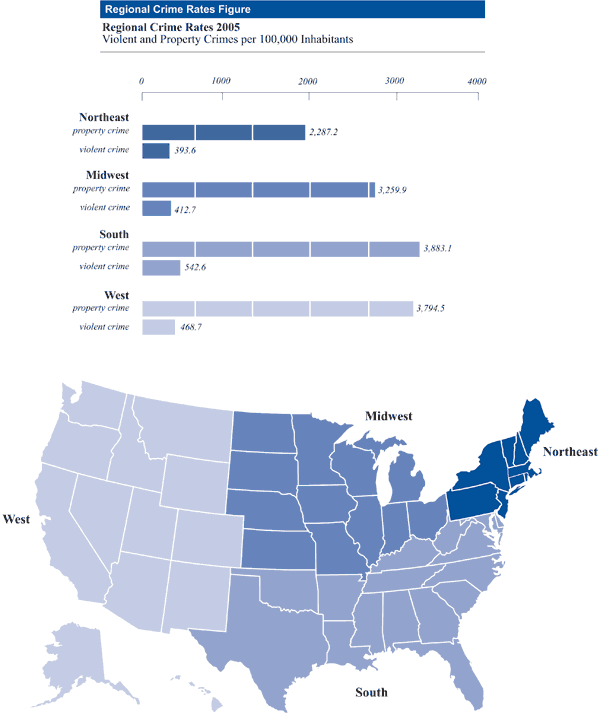 Regional Crime Rates Figure
Regional Crime Rates 2005
Violent and Property Crimes per 100,000 Inhabitants
0 1000 2000 3000 4000
Northeast
property crime 2,287.2
violent crime 393.6
Midwest
property crime 3,259.9
violent crime 412.7
South
property crime 3,883.1
violent crime 542.6
West
property crime 3,794.5
violent crime 468.7
Midwest
Northeast
West
South